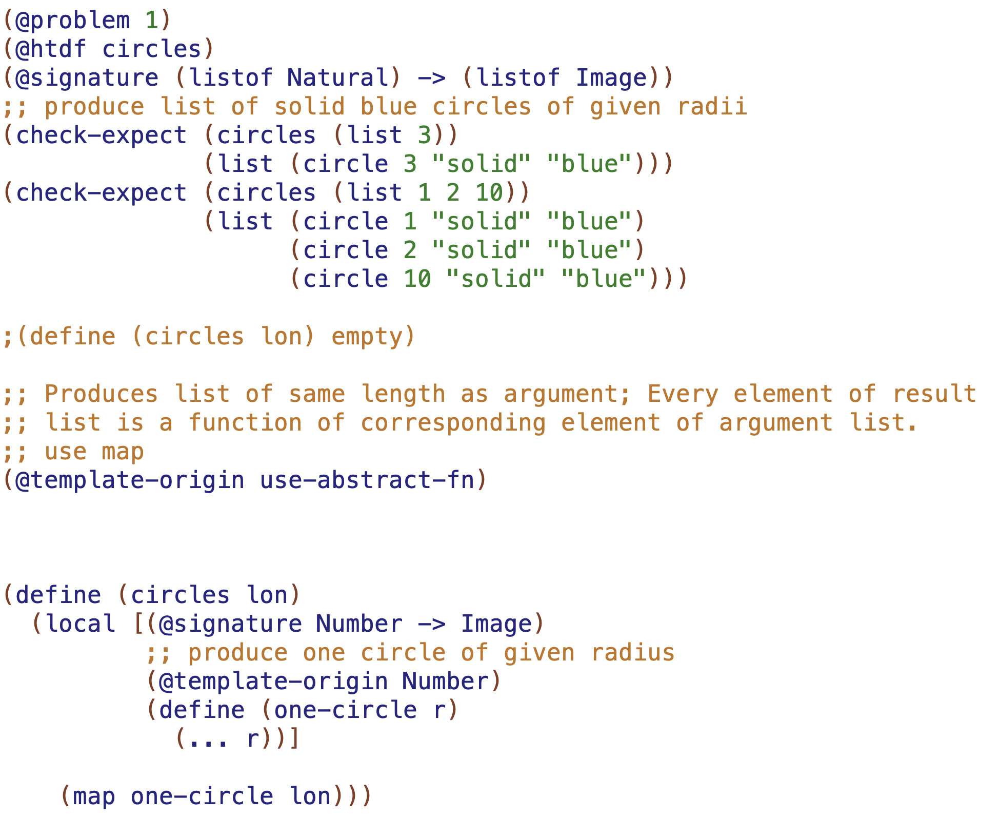 (@problem 1)
(@htdf circles)
(@signature (listof Natural) -> (listof Image))
;; produce list of solid blue circles of given radii
(check-expect (circles (list 3))
              (list (circle 3 "solid" "blue")))
(check-expect (circles (list 1 2 10))
              (list (circle 1 "solid" "blue")
                    (circle 2 "solid" "blue")
                    (circle 10 "solid" "blue")))
;(define (circles lon) empty)
;; Produces list of same length as argument; Every element of result
;; list is a function of corresponding element of argument list.
;; use map
(@template-origin use-abstract-fn)
(define (circles lon)
  (local [(@signature Number -> Image)
          ;; produce one circle of given radius
          (@template-origin Number)
          (define (one-circle r)
            (... r))]
    (map one-circle lon)))